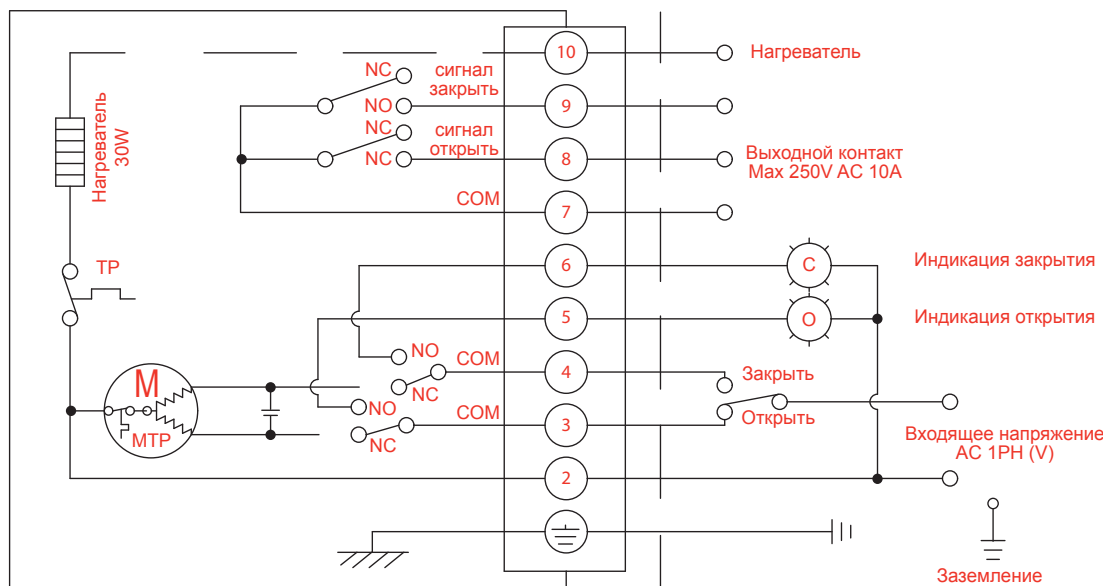 10
Нагреватель
NC
сигнал
закрыть
NO
9
NC
сигнал
открыть
NC
8
Выходной контакт
Max 250V AC 10A
COM
7
Нагреватель
30W
TP
6
C
Индикация закрытия
5
O
Индикация открытия
NO
COM
4
Закрыть
NC
M
MTP
NO
COM
3
Открыть
NC
Входящее напряжение
AC 1PH (V)
2
Заземление